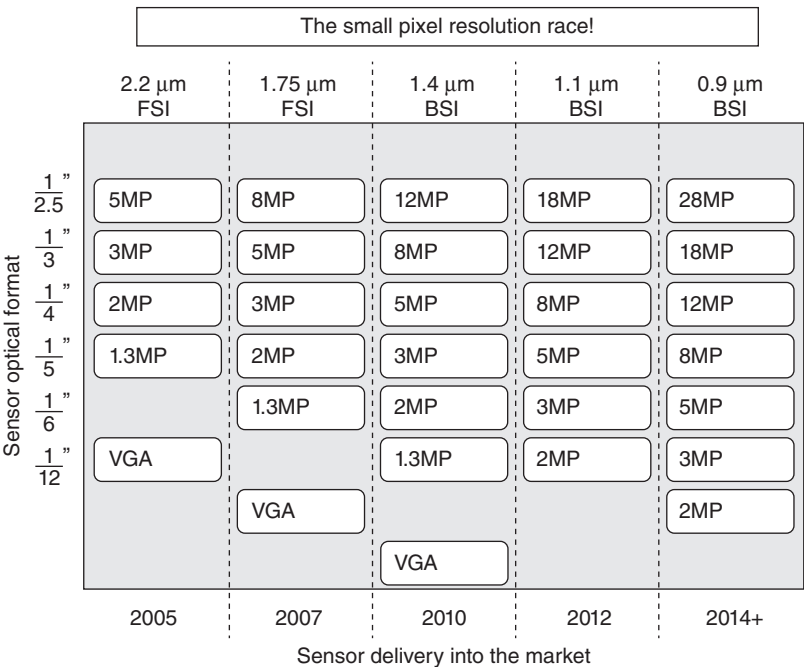 The small pixel resolution race!
2.2 μm 1.75 μm 1.4 μm 1.1 μm 0.9 μm
FSI FSI BSI BSI BSI
Sensor optical format
1/2.5” 5MP 8MP 12MP 18MP 28MP
1/3” 3MP 5MP 8MP 12MP 18MP
1/4” 2MP 3MP 5MP 8MP 12MP
1/5” 1.3MP 2MP 3MP 5MP 8MP
1/6” 1.3MP 2MP 3MP 5MP
1/12” VGA 1.3MP 2MP 3MP
VGA 2MP
VGA
2005 2007 2010 2012 2014+
Sensor delivery into the market